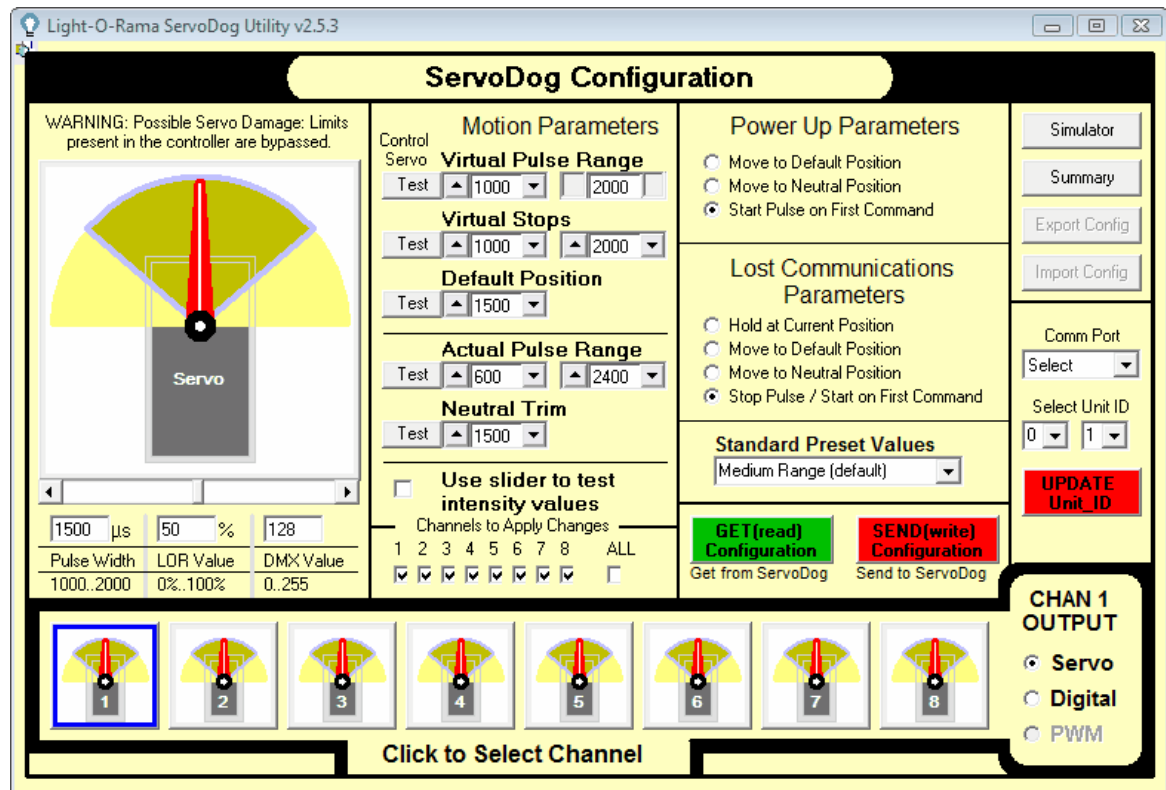 Light-O-Rama ServoDog Utility v2.5.3
ServoDog Configuration
WARNING: Possible Servo Damage: Limits
present in the controller are bypassed.
Servo
1500 µs 50 % 128
Pulse Width LOR Value DMX Value
1000..2000 0%..100% 0..255
Motion Parameters
Control
Servo Virtual Pulse Range
Test 1000 2000
Virtual Stops
Test 1000 2000
Default Position
Test 1500
Actual Pulse Range
Test 600 2400
Neutral Trim
Test 1500
Use slider to test
intensity values
Channels to Apply Changes
1 2 3 4 5 6 7 8 ALL
Power Up Parameters
Move to Default Position
Move to Neutral Position
Start Pulse on First Command
Lost Communications
Parameters
Hold at Current Position
Move to Default Position
Move to Neutral Position
Stop Pulse / Start on First Command
Standard Preset Values
Medium Range (default)
GET(read) SEND(write)
Configuration Configuration
Get from ServoDog Send to ServoDog
Simulator
Summary
Export Config
Import Config
Comm Port
Select
Select Unit ID
0 1
UPDATE
Unit_ID
1 2 3 4 5 6 7 8
Click to Select Channel
CHAN 1
OUTPUT
Servo
Digital
PWM